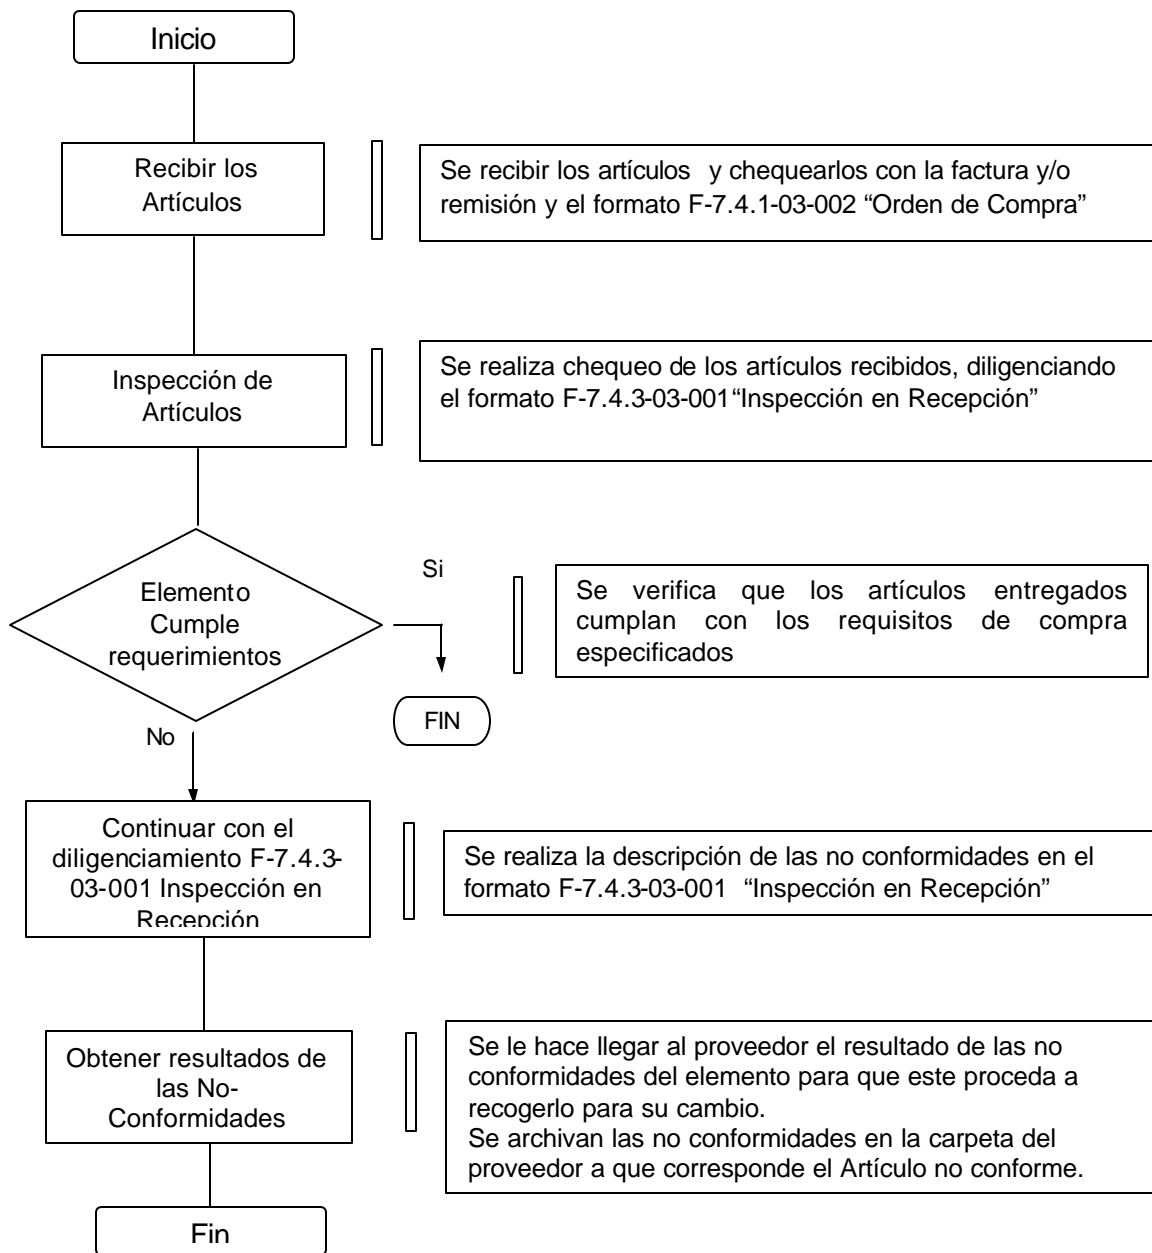 Inicio
Recibir los
Artículos
Se recibir los artículos y chequearlos con la factura y/o
remisión y el formato F-7.4.1-03-002 “Orden de Compra”
Inspección de
Artículos
Se realiza chequeo de los artículos recibidos, diligenciando
el formato F-7.4.3-03-001“Inspección en Recepción”
Elemento
Cumple
requerimientos
Si
Se verifica que los artículos entregados
cumplan con los requisitos de compra
especificados
FIN
No
Continuar con el
diligenciamiento F-7.4.3-
03-001 Inspección en
Recepción
Se realiza la descripción de las no conformidades en el
formato F-7.4.3-03-001 “Inspección en Recepción”
Obtener resultados de
las No-
Conformidades
Se le hace llegar al proveedor el resultado de las no
conformidades del elemento para que este proceda a
recogerlo para su cambio.
Se archivan las no conformidades en la carpeta del
proveedor a que corresponde el Artículo no conforme.
Fin